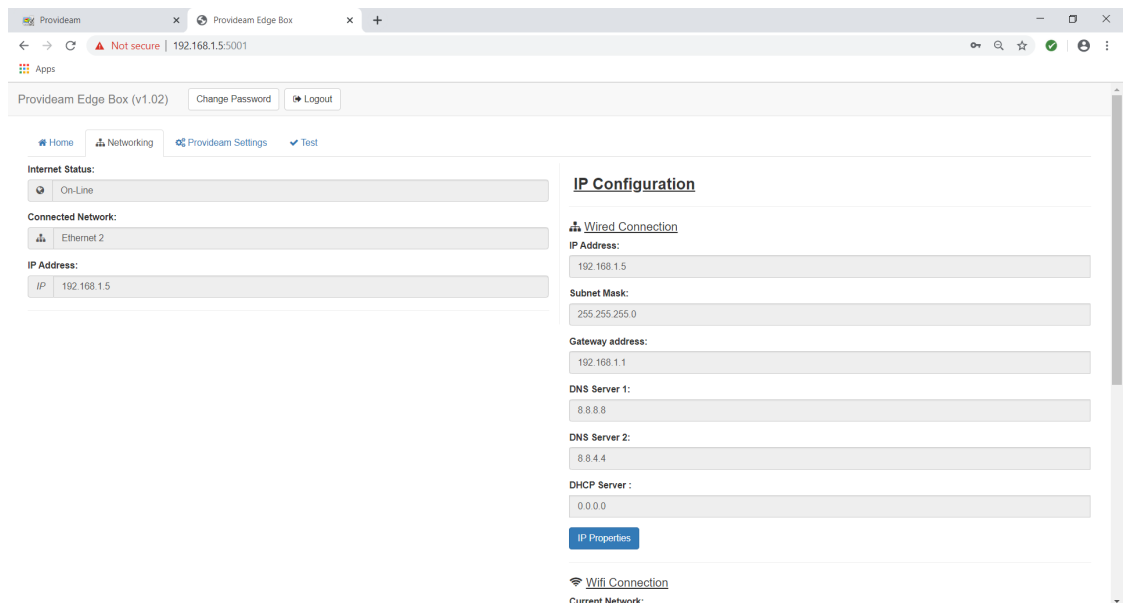 Provideam
Provideam Edge Box
Not secure | 192.168.1.5:5001
Apps
Provideam Edge Box (v1.02)
Change Password
Logout
Home
Networking
Provideam Settings
Test
Internet Status:
On-Line
Connected Network:
Ethernet 2
IP Address:
IP 192.168.1.5
IP Configuration
Wired Connection
IP Address:
192.168.1.5
Subnet Mask:
255.255.255.0
Gateway address:
192.168.1.1
DNS Server 1:
8.8.8.8
DNS Server 2:
8.8.4.4
DHCP Server :
0.0.0.0
IP Properties
Wifi Connection
Current Network: